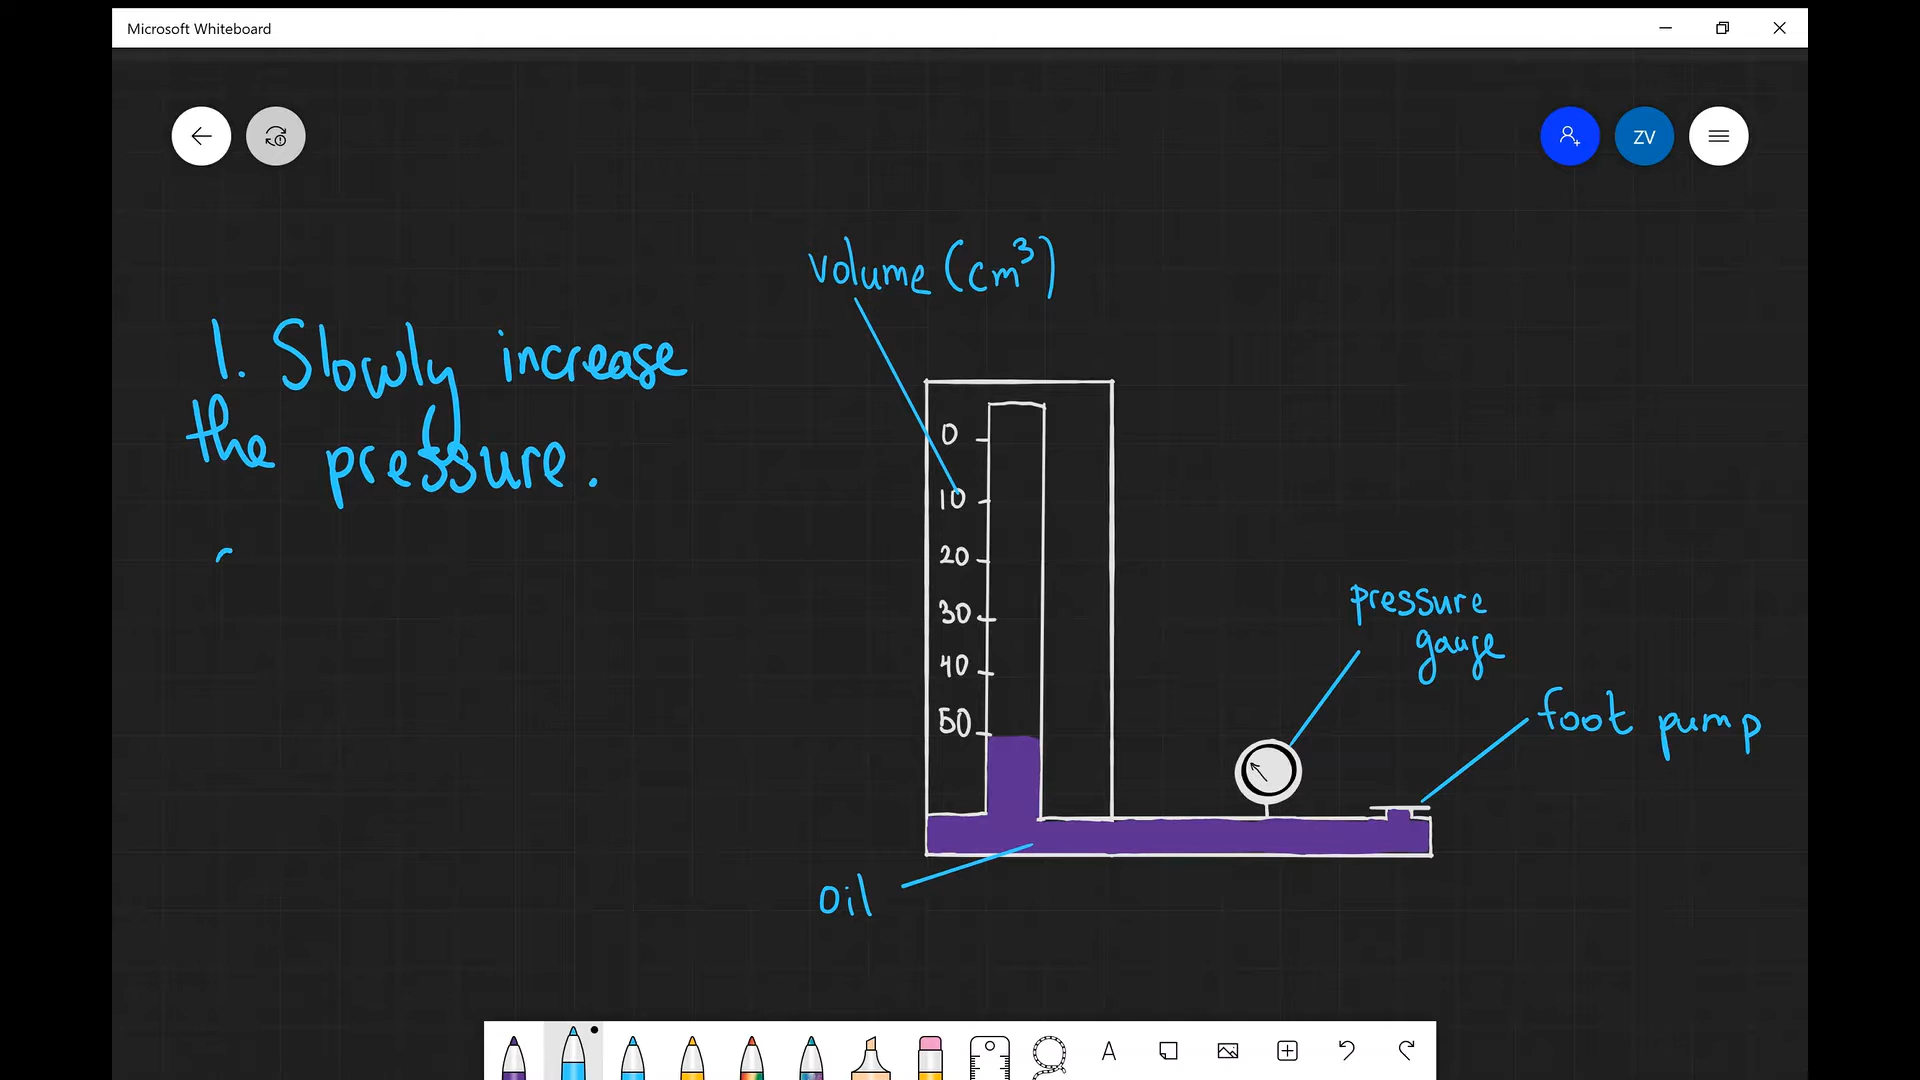 Microsoft Whiteboard
ZV
volume (cm³)
1. Slowly increase
the pressure.
0
10
20
30
40
50
pressure
gauge
foot pump
oil
A